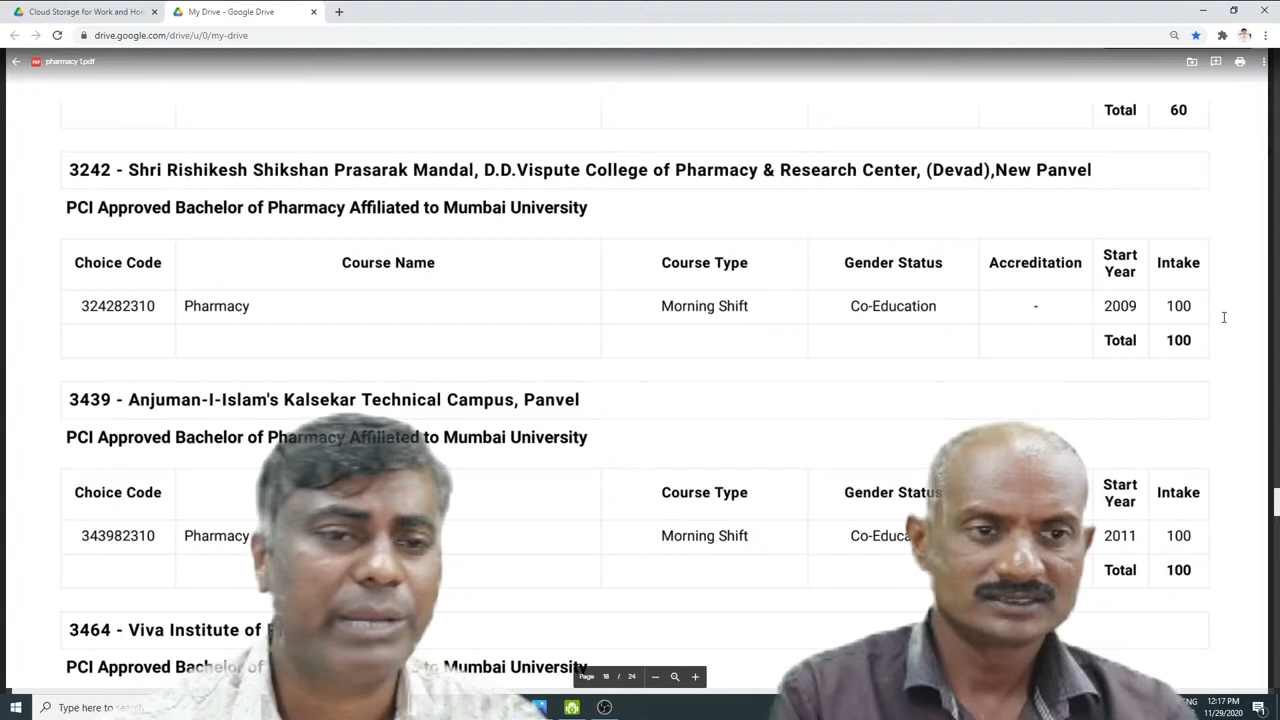 Cloud Storage for Work and Ho
My Drive - Google Drive
drive.google.com/drive/u/0/my-drive
PDF pharmacy 1.pdf
Total 60
3242 - Shri Rishikesh Shikshan Prasarak Mandal, D.D.Vispute College of Pharmacy & Research Center, (Devad),New Panvel
PCI Approved Bachelor of Pharmacy Affiliated to Mumbai University
Choice Code Course Name Course Type Gender Status Accreditation Start Year Intake
324282310 Pharmacy Morning Shift Co-Education - 2009 100
Total 100
3439 - Anjuman-I-Islam's Kalsekar Technical Campus, Panvel
PCI Approved Bachelor of Pharmacy Affiliated to Mumbai University
Choice Code Course Type Gender Status Start Year Intake
343982310 Pharmacy Morning Shift Co-Educa 2011 100
Total 100
3464 - Viva Institute of
PCI Approved Bachelor of to Mumbai University
Page 18 / 24
Type here to search
ENG 12:17 PM
11/29/2020